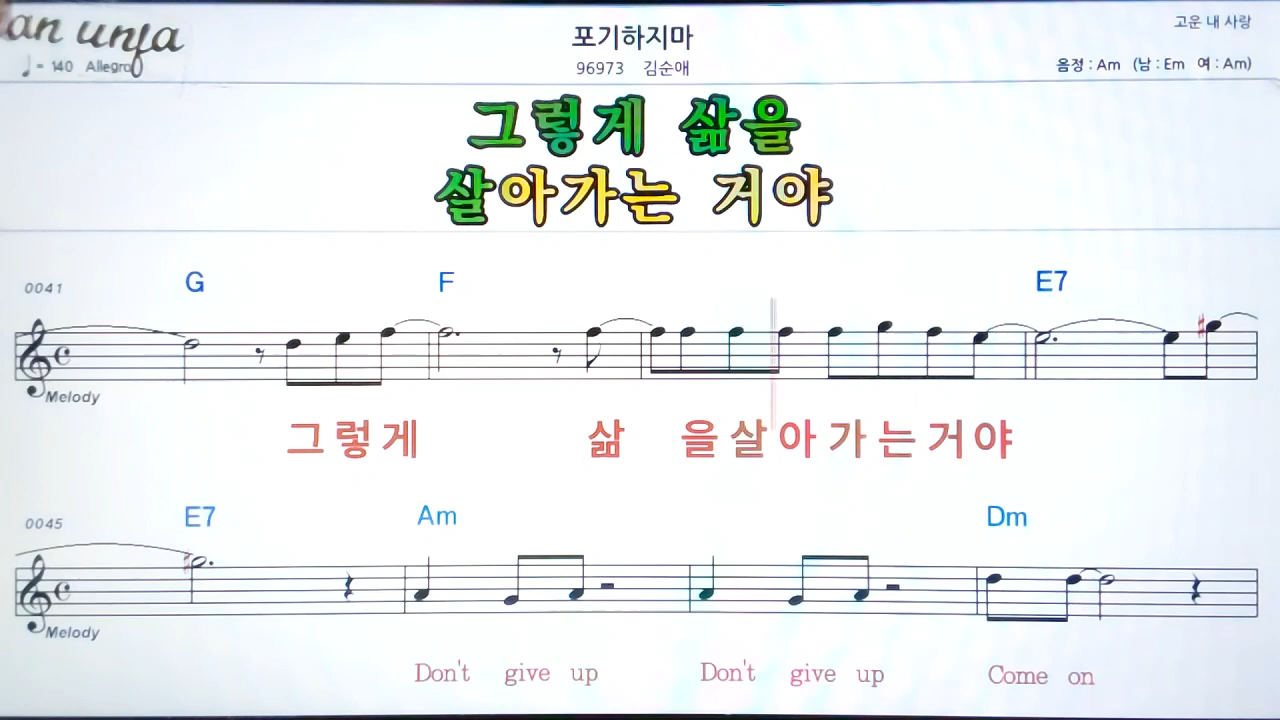 an unfa
포기하지마
고운 내 사랑
♩= 140 Allegro
96973 김순애
음정 : Am (남 : Em 여 : Am)
그렇게 삶을
살아가는 거야
0041 G F E7
Melody
그렇게 삶 을살아가는거야
0045 E7 Am Dm
Melody
Don't give up Don't give up Come on